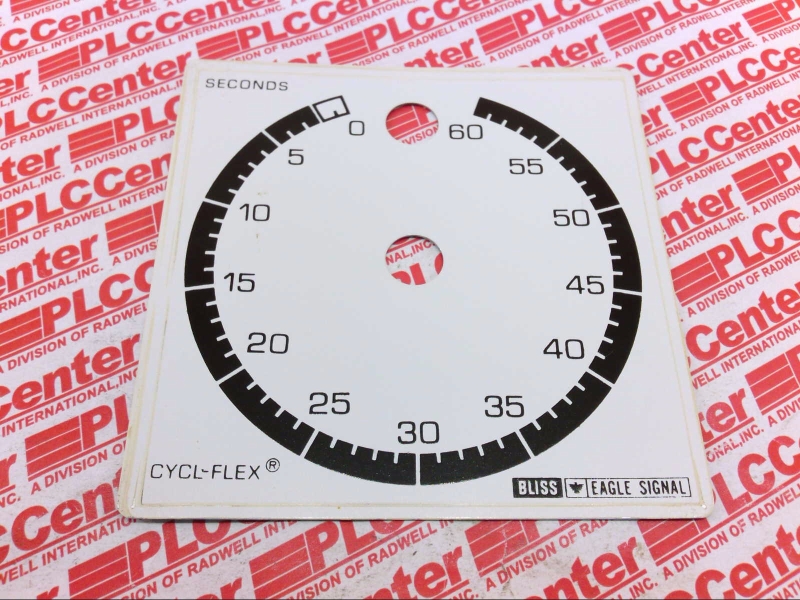 SECONDS
0
60
5
55
10
50
15
45
20
40
25
35
30
CYCL-FLEX®
BLISS EAGLE SIGNAL
PLCCenter
A DIVISION OF RADWELL INTERNATIONAL, INC.